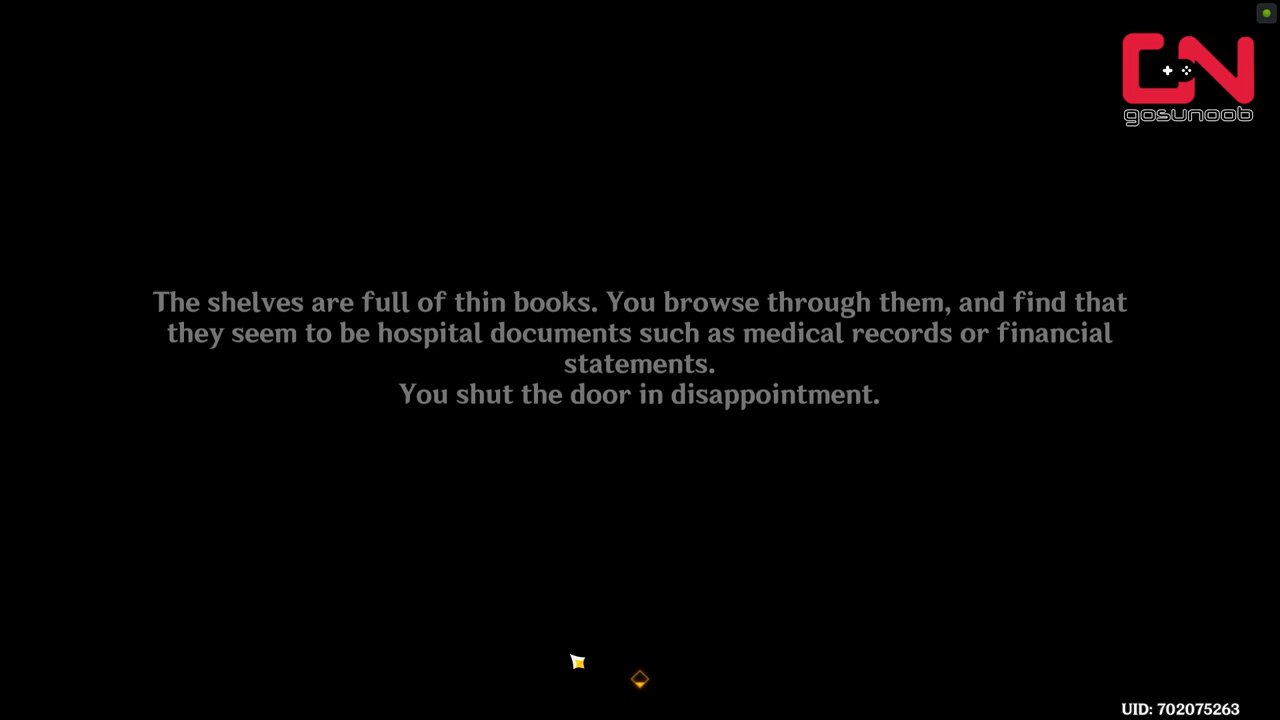 gosunoob
The shelves are full of thin books. You browse through them, and find that
they seem to be hospital documents such as medical records or financial
statements.
You shut the door in disappointment.
UID: 702075263